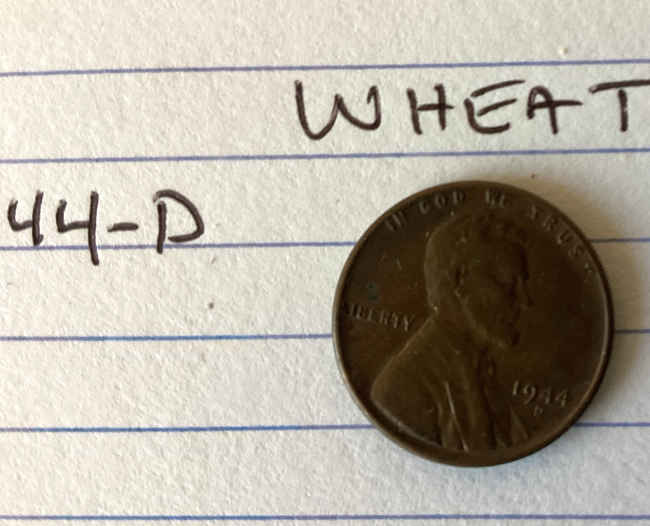 WHEAT
44-D
IN GOD WE TRUST
LIBERTY
1944
D